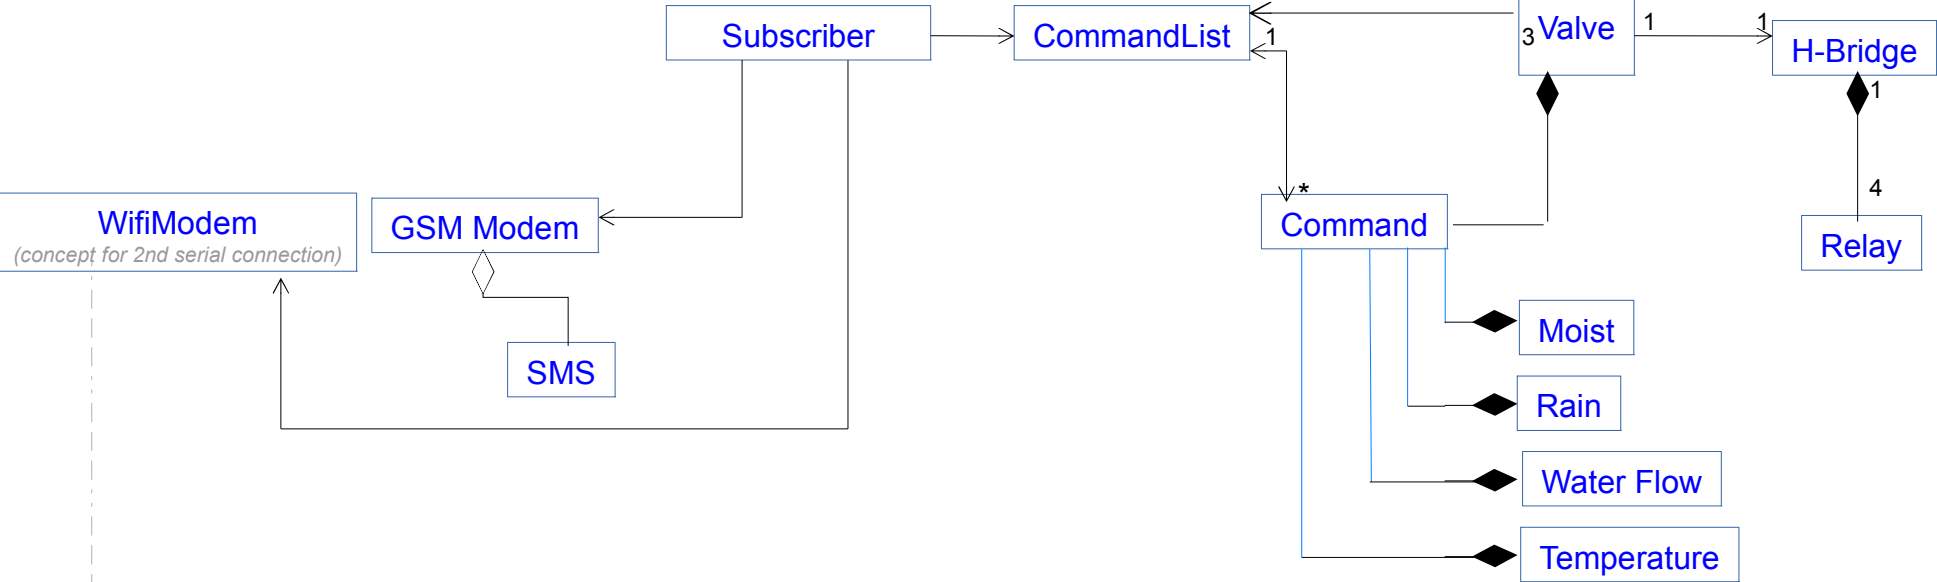 Subscriber
CommandList
1
3
Valve
1
1
H-Bridge
1
4
Relay
WifiModem
(concept for 2nd serial connection)
GSM Modem
SMS
*
Command
Moist
Rain
Water Flow
Temperature